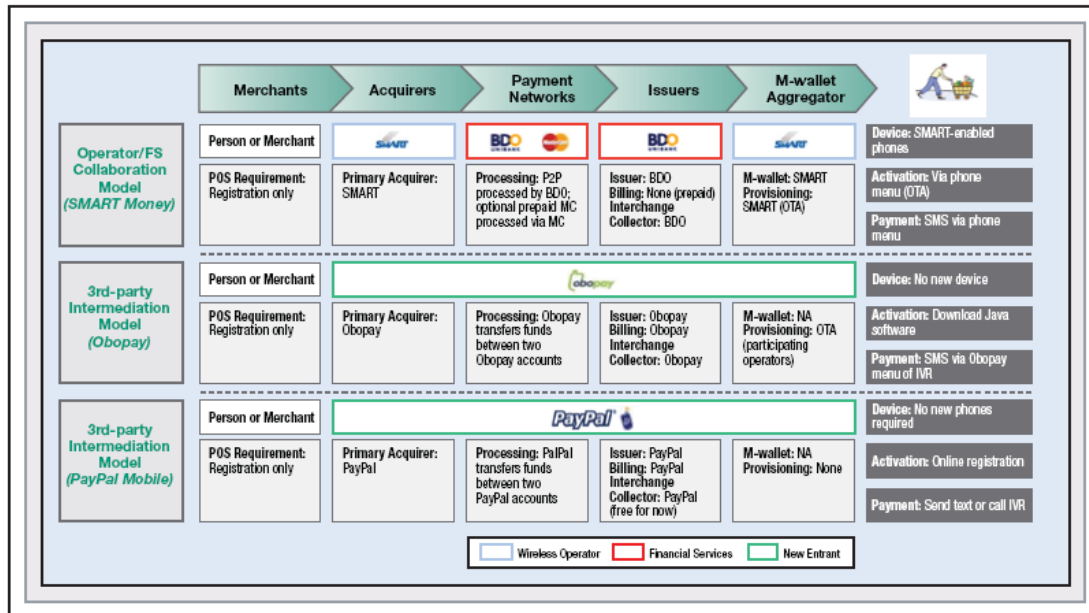 Merchants
Acquirers
Payment
Networks
Issuers
M-wallet
Aggregator
Operator/FS
Collaboration
Model
(SMART Money)
Person or Merchant
SMART
BDO
UNIBANK
MasterCard
BDO
UNIBANK
SMART
POS Requirement:
Registration only
Primary Acquirer:
SMART
Processing: P2P
processed by BDO;
optional prepaid MC
processed via MC
Issuer: BDO
Billing: None (prepaid)
Interchange
Collector: BDO
M-wallet: SMART
Provisioning:
SMART (OTA)
Device: SMART-enabled
phones
Activation: Via phone
menu (OTA)
Payment: SMS via phone
menu
3rd-party
Intermediation
Model
(Obopay)
Person or Merchant
obopay
POS Requirement:
Registration only
Primary Acquirer:
Obopay
Processing: Obopay
transfers funds
between two
Obopay accounts
Issuer: Obopay
Billing: Obopay
Interchange
Collector: Obopay
M-wallet: NA
Provisioning: OTA
(participating
operators)
Device: No new device
Activation: Download Java
software
Payment: SMS via Obopay
menu of IVR
3rd-party
Intermediation
Model
(PayPal Mobile)
Person or Merchant
PayPal
POS Requirement:
Registration only
Primary Acquirer:
PayPal
Processing: PalPal
transfers funds
between two
PayPal accounts
Issuer: PayPal
Billing: PayPal
Interchange
Collector: PayPal
(free for now)
M-wallet: NA
Provisioning: None
Device: No new phones
required
Activation: Online registration
Payment: Send text or call IVR
Wireless Operator
Financial Services
New Entrant